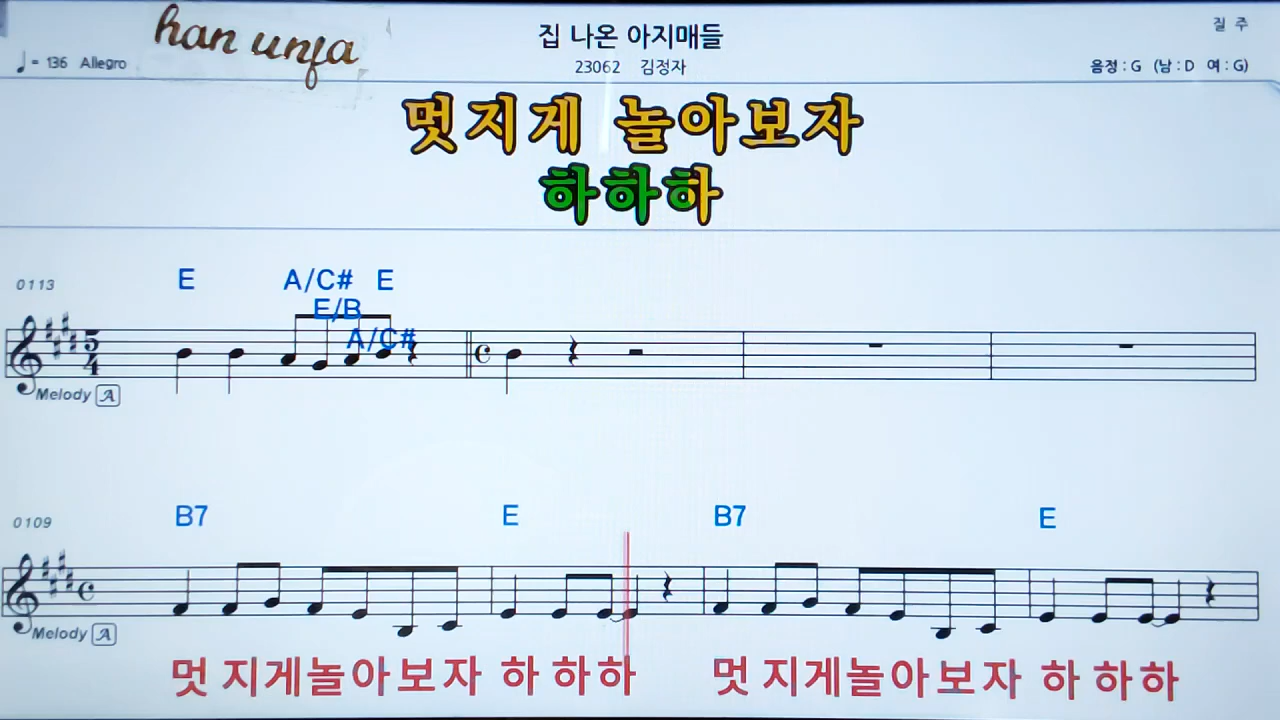 han unfa
집 나온 아지매들
질 주
♩= 136 Allegro
23062 김정자
음정 : G (남 : D 여 : G)
멋지게 놀아보자
하하하
0113
E A/C# E
E/B
A/C#
5
4
Melody A
0109
B7 E B7 E
Melody A
멋 지게놀아보자 하 하하 멋 지게놀아보자 하 하하